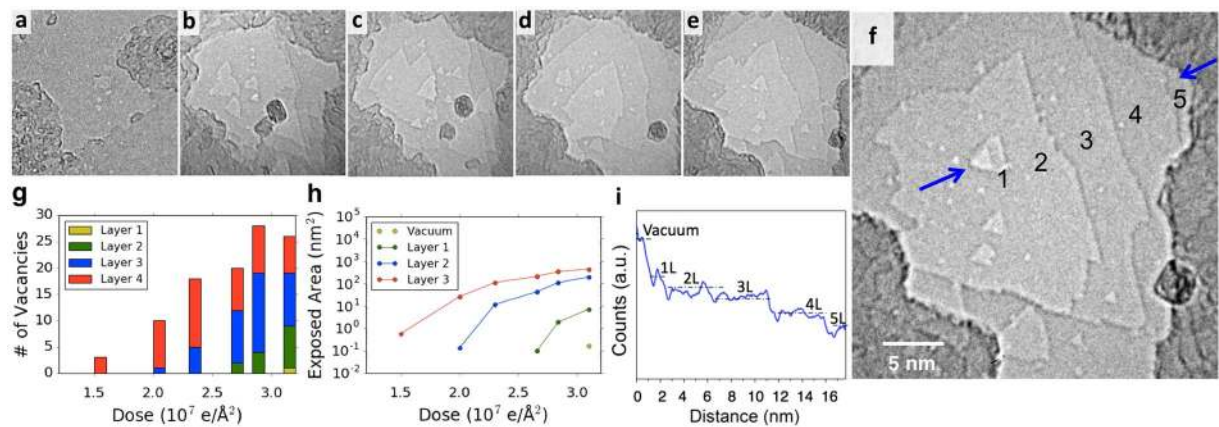 a
b
c
d
e
f
1
2
3
4
5
5 nm
g
30
25
20
15
10
5
0
# of Vacancies
Layer 1
Layer 2
Layer 3
Layer 4
1.5 2.0 2.5 3.0
Dose (10⁷ e/Å²)
h
10⁵
10⁴
10³
10²
10¹
10⁰
10⁻¹
10⁻²
Exposed Area (nm²)
Vacuum
Layer 1
Layer 2
Layer 3
1.5 2.0 2.5 3.0
Dose (10⁷ e/Å²)
i
Counts (a.u.)
Vacuum
1L
2L
3L
4L
5L
0 2 4 6 8 10 12 14 16
Distance (nm)